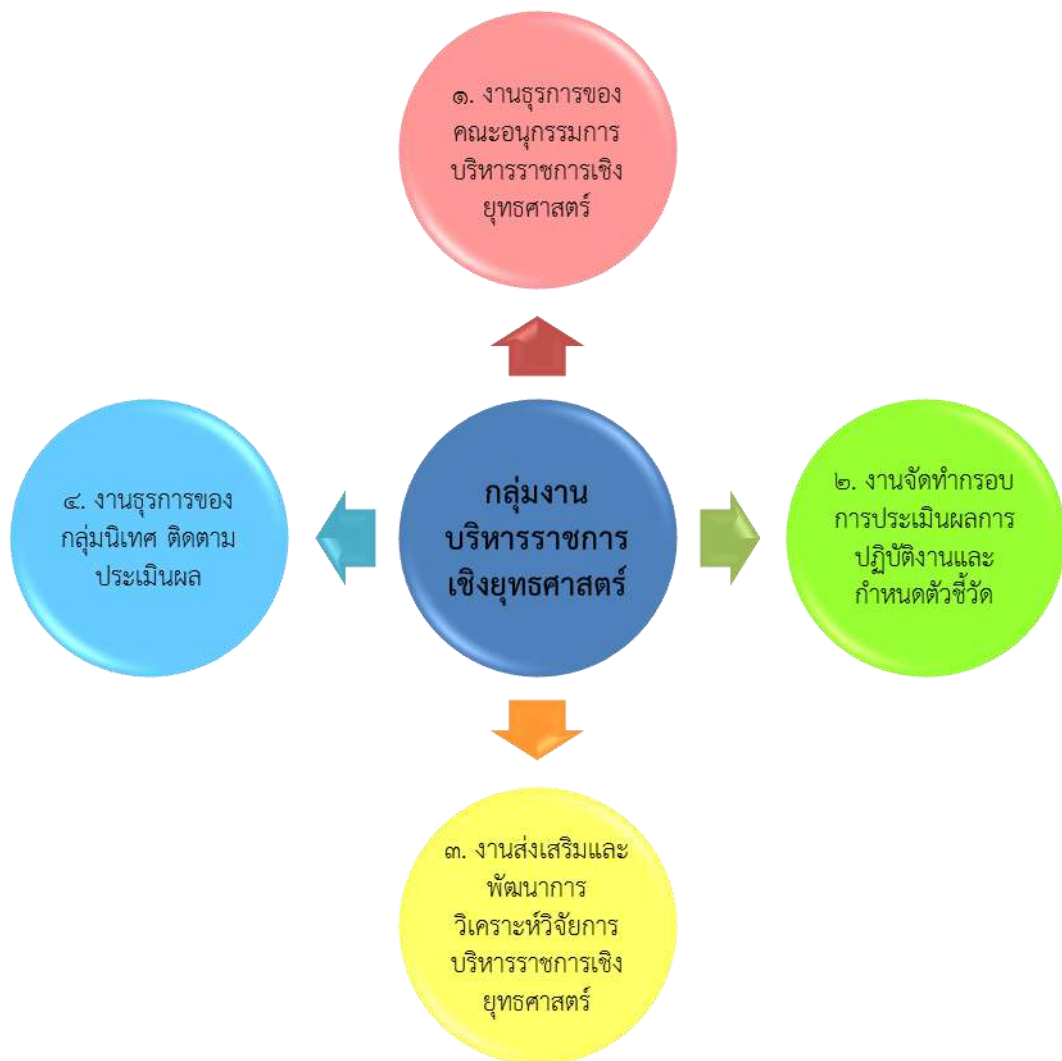 ๑. งานธุรการของ
คณะอนุกรรมการ
บริหารราชการเชิง
ยุทธศาสตร์
กลุ่มงาน
บริหารราชการ
เชิงยุทธศาสตร์
๒. งานจัดทำกรอบ
การประเมินผลการ
ปฏิบัติงานและ
กำหนดตัวชี้วัด
๓. งานส่งเสริมและ
พัฒนาการ
วิเคราะห์วิจัยการ
บริหารราชการเชิง
ยุทธศาสตร์
๔. งานธุรการของ
กลุ่มนิเทศ ติดตาม
ประเมินผล